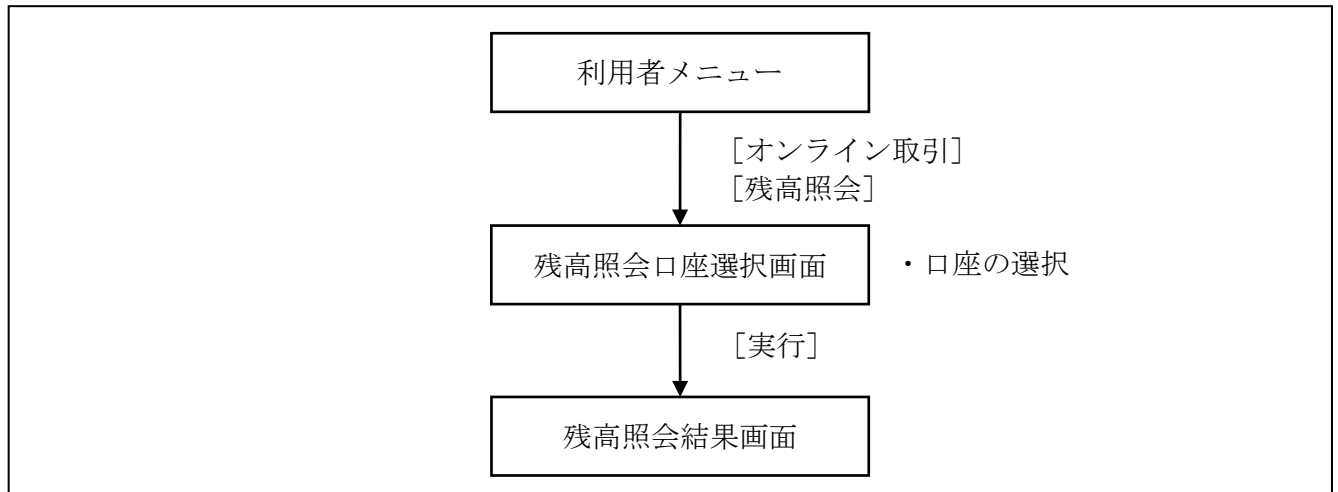 利用者メニュー
［オンライン取引］
［残高照会］
残高照会口座選択画面
・口座の選択
［実行］
残高照会結果画面